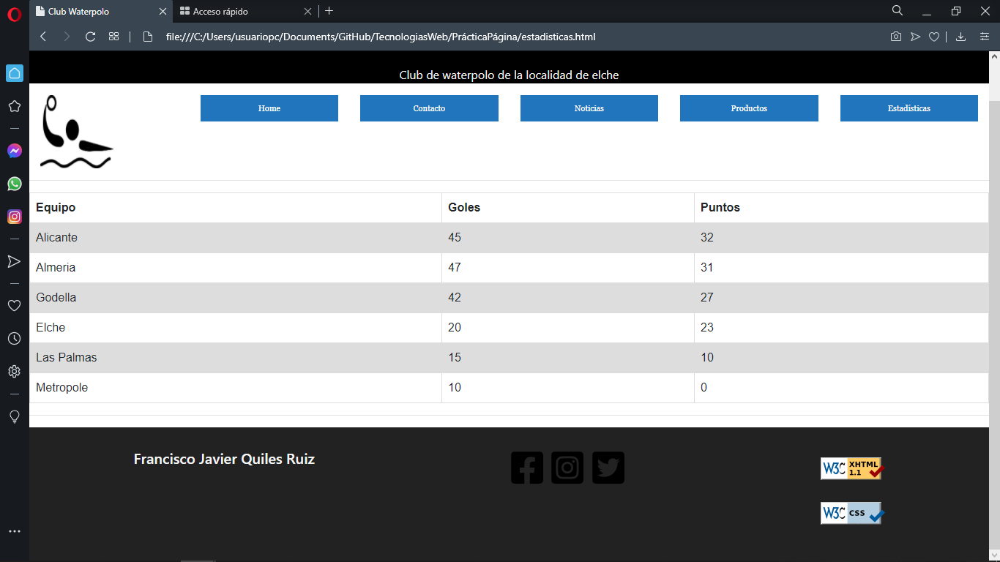 Club Waterpolo
Acceso rápido
file:///C:/Users/usuariopc/Documents/GitHub/TecnologiasWeb/PrácticaPágina/estadisticas.html
Club de waterpolo de la localidad de elche
Home Contacto Noticias Productos Estadísticas
Equipo Goles Puntos
Alicante 45 32
Almeria 47 31
Godella 42 27
Elche 20 23
Las Palmas 15 10
Metropole 10 0
Francisco Javier Quiles Ruiz
W3C XHTML 1.1
W3C CSS